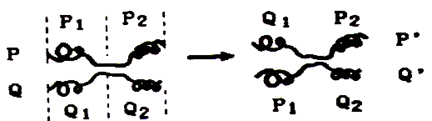 P₁ P₂ Q₁ P₂
P P'
Q Q'
Q₁ Q₂ P₁ Q₂